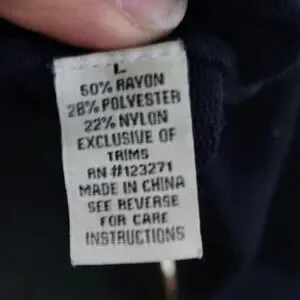 L
50% RAYON
28% POLYESTER
22% NYLON
EXCLUSIVE OF
TRIMS
RN #123271
MADE IN CHINA
SEE REVERSE
FOR CARE
INSTRUCTIONS